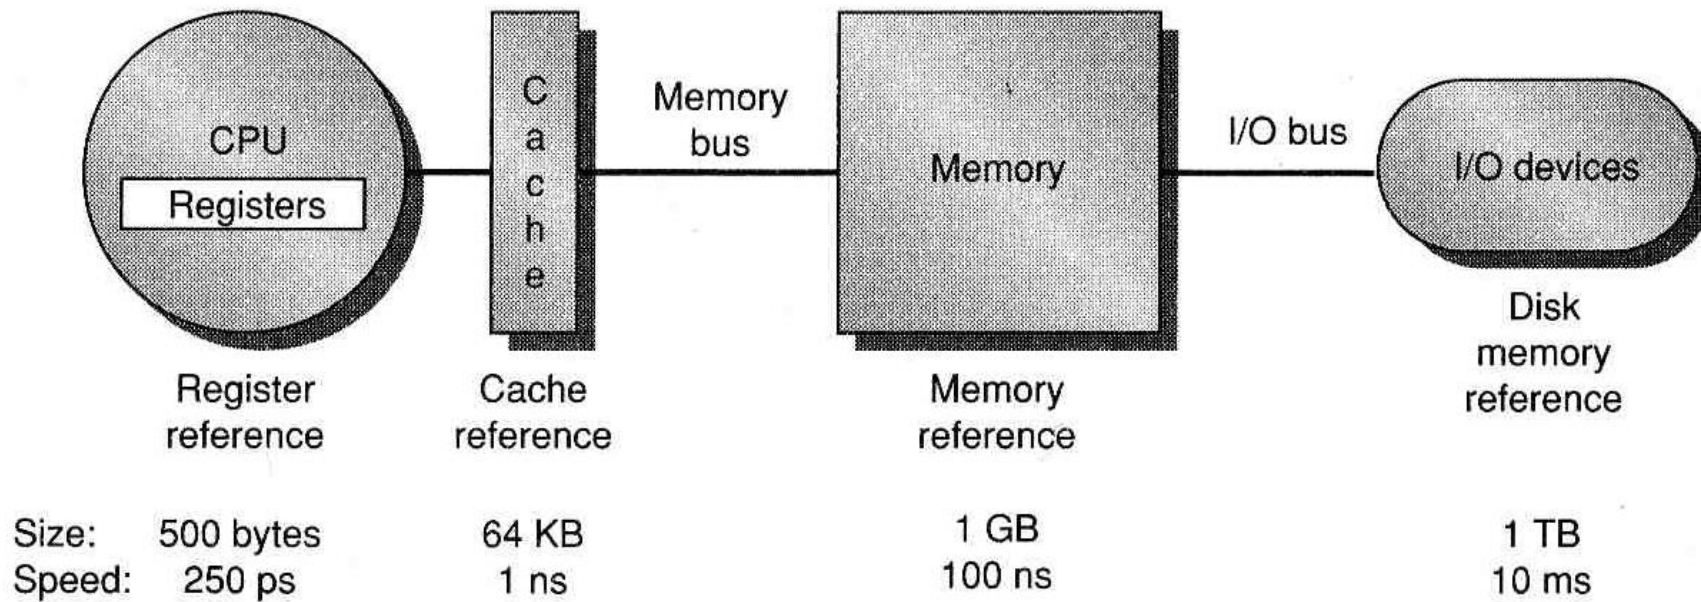 CPU
Registers
Cache
Memory
bus
Memory
I/O bus
I/O devices
Register
reference
Cache
reference
Memory
reference
Disk
memory
reference
Size: 500 bytes 64 KB 1 GB 1 TB
Speed: 250 ps 1 ns 100 ns 10 ms